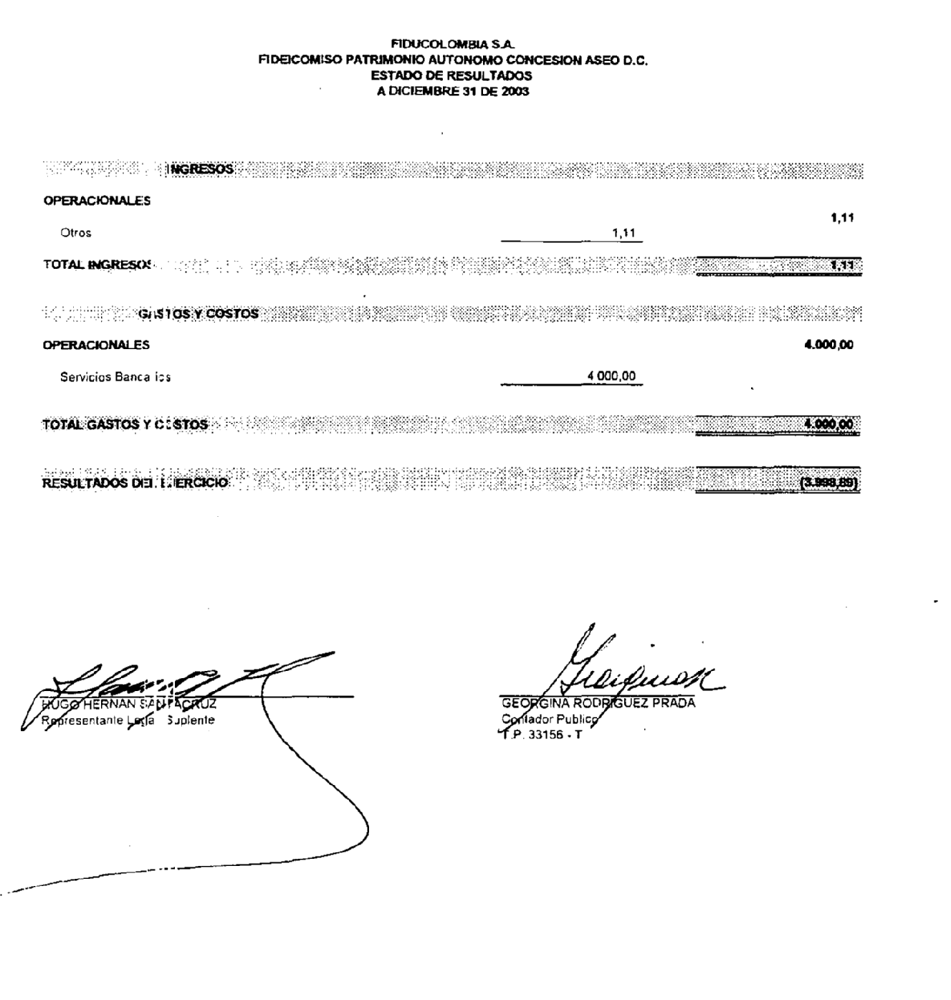 FIDUCOLOMBIA S.A.
FIDEICOMISO PATRIMONIO AUTONOMO CONCESION ASEO D.C.
ESTADO DE RESULTADOS
A DICIEMBRE 31 DE 2003
INGRESOS
OPERACIONALES
1,11
Otros 1,11
TOTAL INGRESOS 1,11
GASTOS Y COSTOS
OPERACIONALES 4.000,00
Servicios Bancarios 4 000,00
TOTAL GASTOS Y COSTOS 4.000,00
RESULTADOS DEL EJERCICIO (3.998,89)
HUGO HERNAN SANTACRUZ
Representante Legal Suplente
GEORGINA RODRIGUEZ PRADA
Contador Publico
T.P. 33156 - T